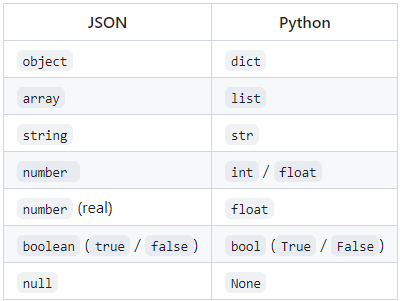 JSON Python
object dict
array list
string str
number int / float
number (real) float
boolean ( true / false ) bool ( True / False )
null None